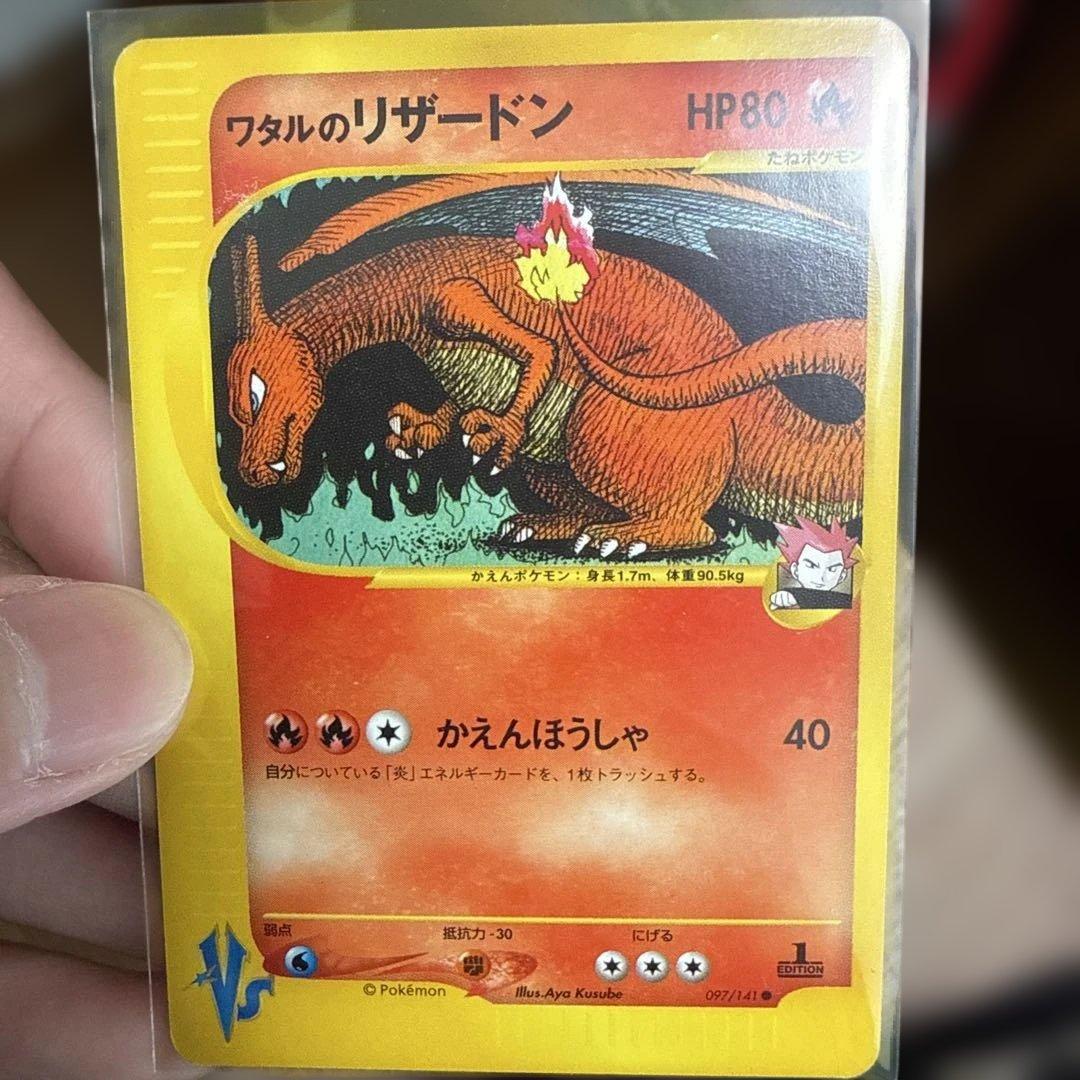 ワタルのリザードン HP80
たねポケモン
かえんポケモン：身長1.7m、体重90.5kg
かえんほうしゃ 40
自分についている「炎」エネルギーカードを、1枚トラッシュする。
弱点 抵抗力-30 にげる
1
EDITION
VS
© Pokémon Illus.Aya Kusube 097/141●